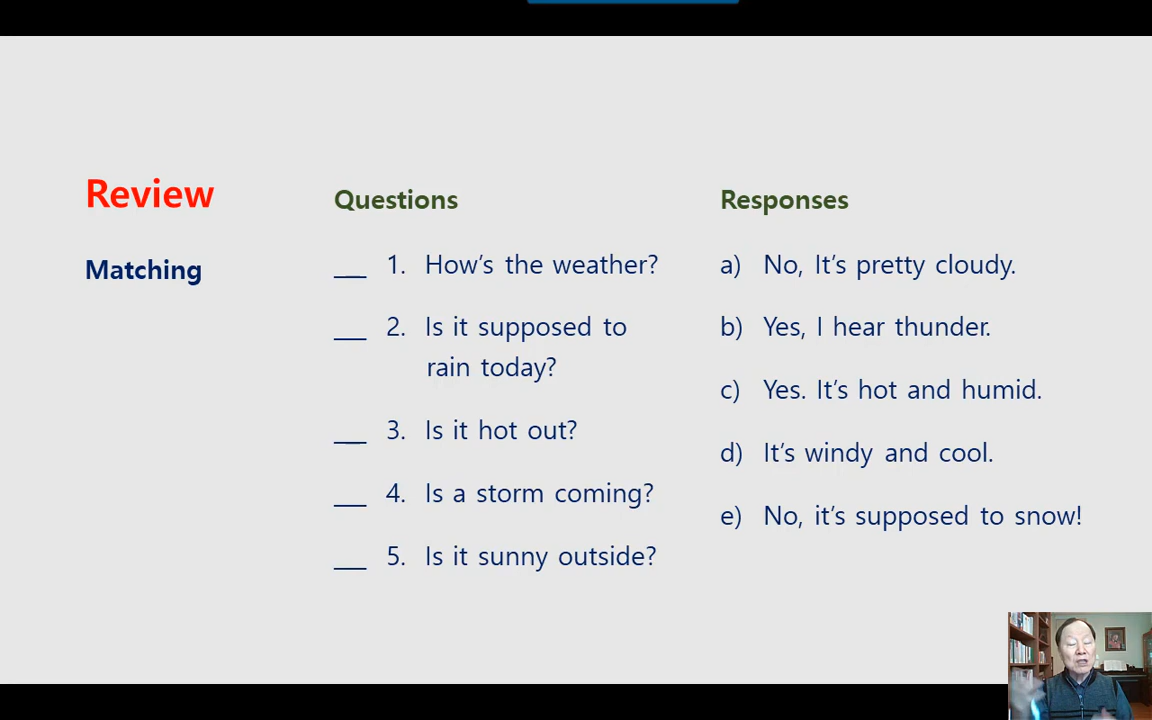 Review
Matching
Questions
___ 1. How's the weather?
___ 2. Is it supposed to
rain today?
___ 3. Is it hot out?
___ 4. Is a storm coming?
___ 5. Is it sunny outside?
Responses
a) No, It's pretty cloudy.
b) Yes, I hear thunder.
c) Yes. It's hot and humid.
d) It's windy and cool.
e) No, it's supposed to snow!